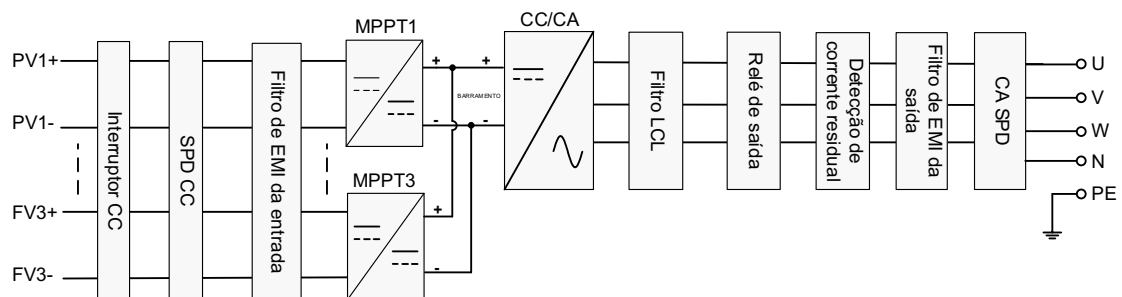 PV1+
PV1-
FV3+
FV3-
Interruptor CC
SPD CC
Filtro de EMI da entrada
MPPT1
MPPT3
+
-
+
-
BARRAMENTO
+
-
CC/CA
Filtro LCL
Relé de saída
Detecção de
corrente residual
Filtro de EMI da
saída
CA SPD
U
V
W
N
PE